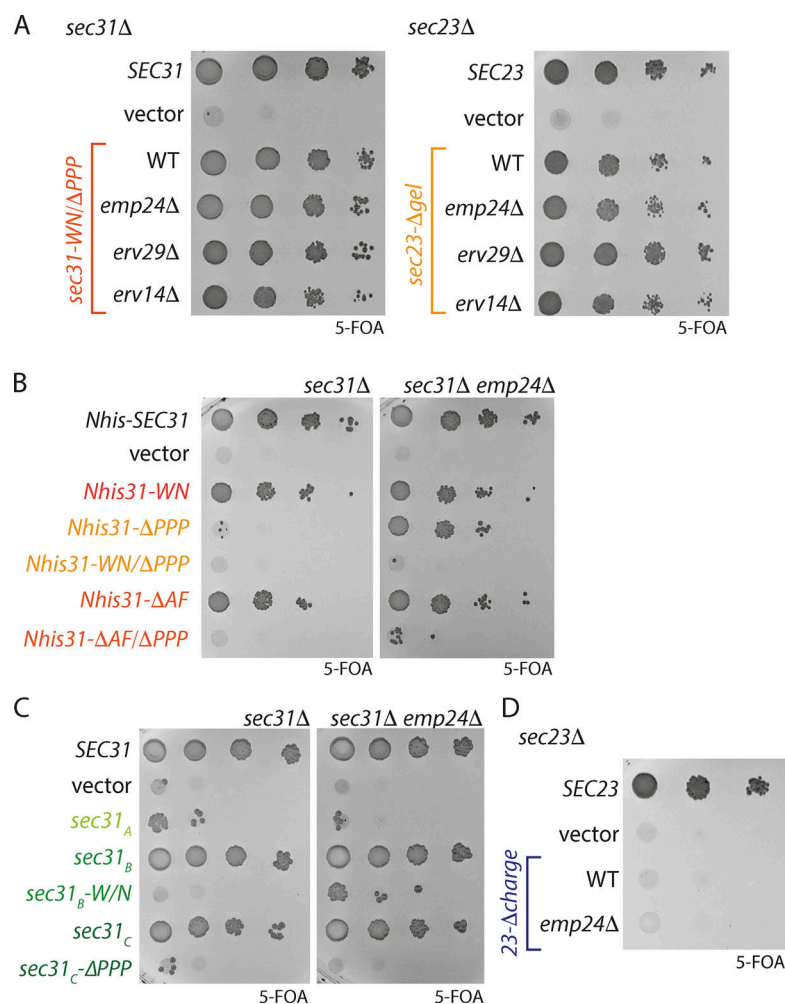 A
sec31Δ
sec23Δ
SEC31
vector
WT
emp24Δ
erv29Δ
erv14Δ
sec31-WN/ΔPPP
5-FOA
SEC23
vector
WT
emp24Δ
erv29Δ
erv14Δ
sec23-Δgel
5-FOA
B
sec31Δ
sec31Δ emp24Δ
Nhis-SEC31
vector
Nhis31-WN
Nhis31-ΔPPP
Nhis31-WN/ΔPPP
Nhis31-ΔAF
Nhis31-ΔAF/ΔPPP
5-FOA
5-FOA
C
sec31Δ
sec31Δ emp24Δ
SEC31
vector
sec31A
sec31B
sec31B-W/N
sec31C
sec31C-ΔPPP
5-FOA
5-FOA
D
sec23Δ
SEC23
vector
WT
emp24Δ
23-Δcharge
5-FOA